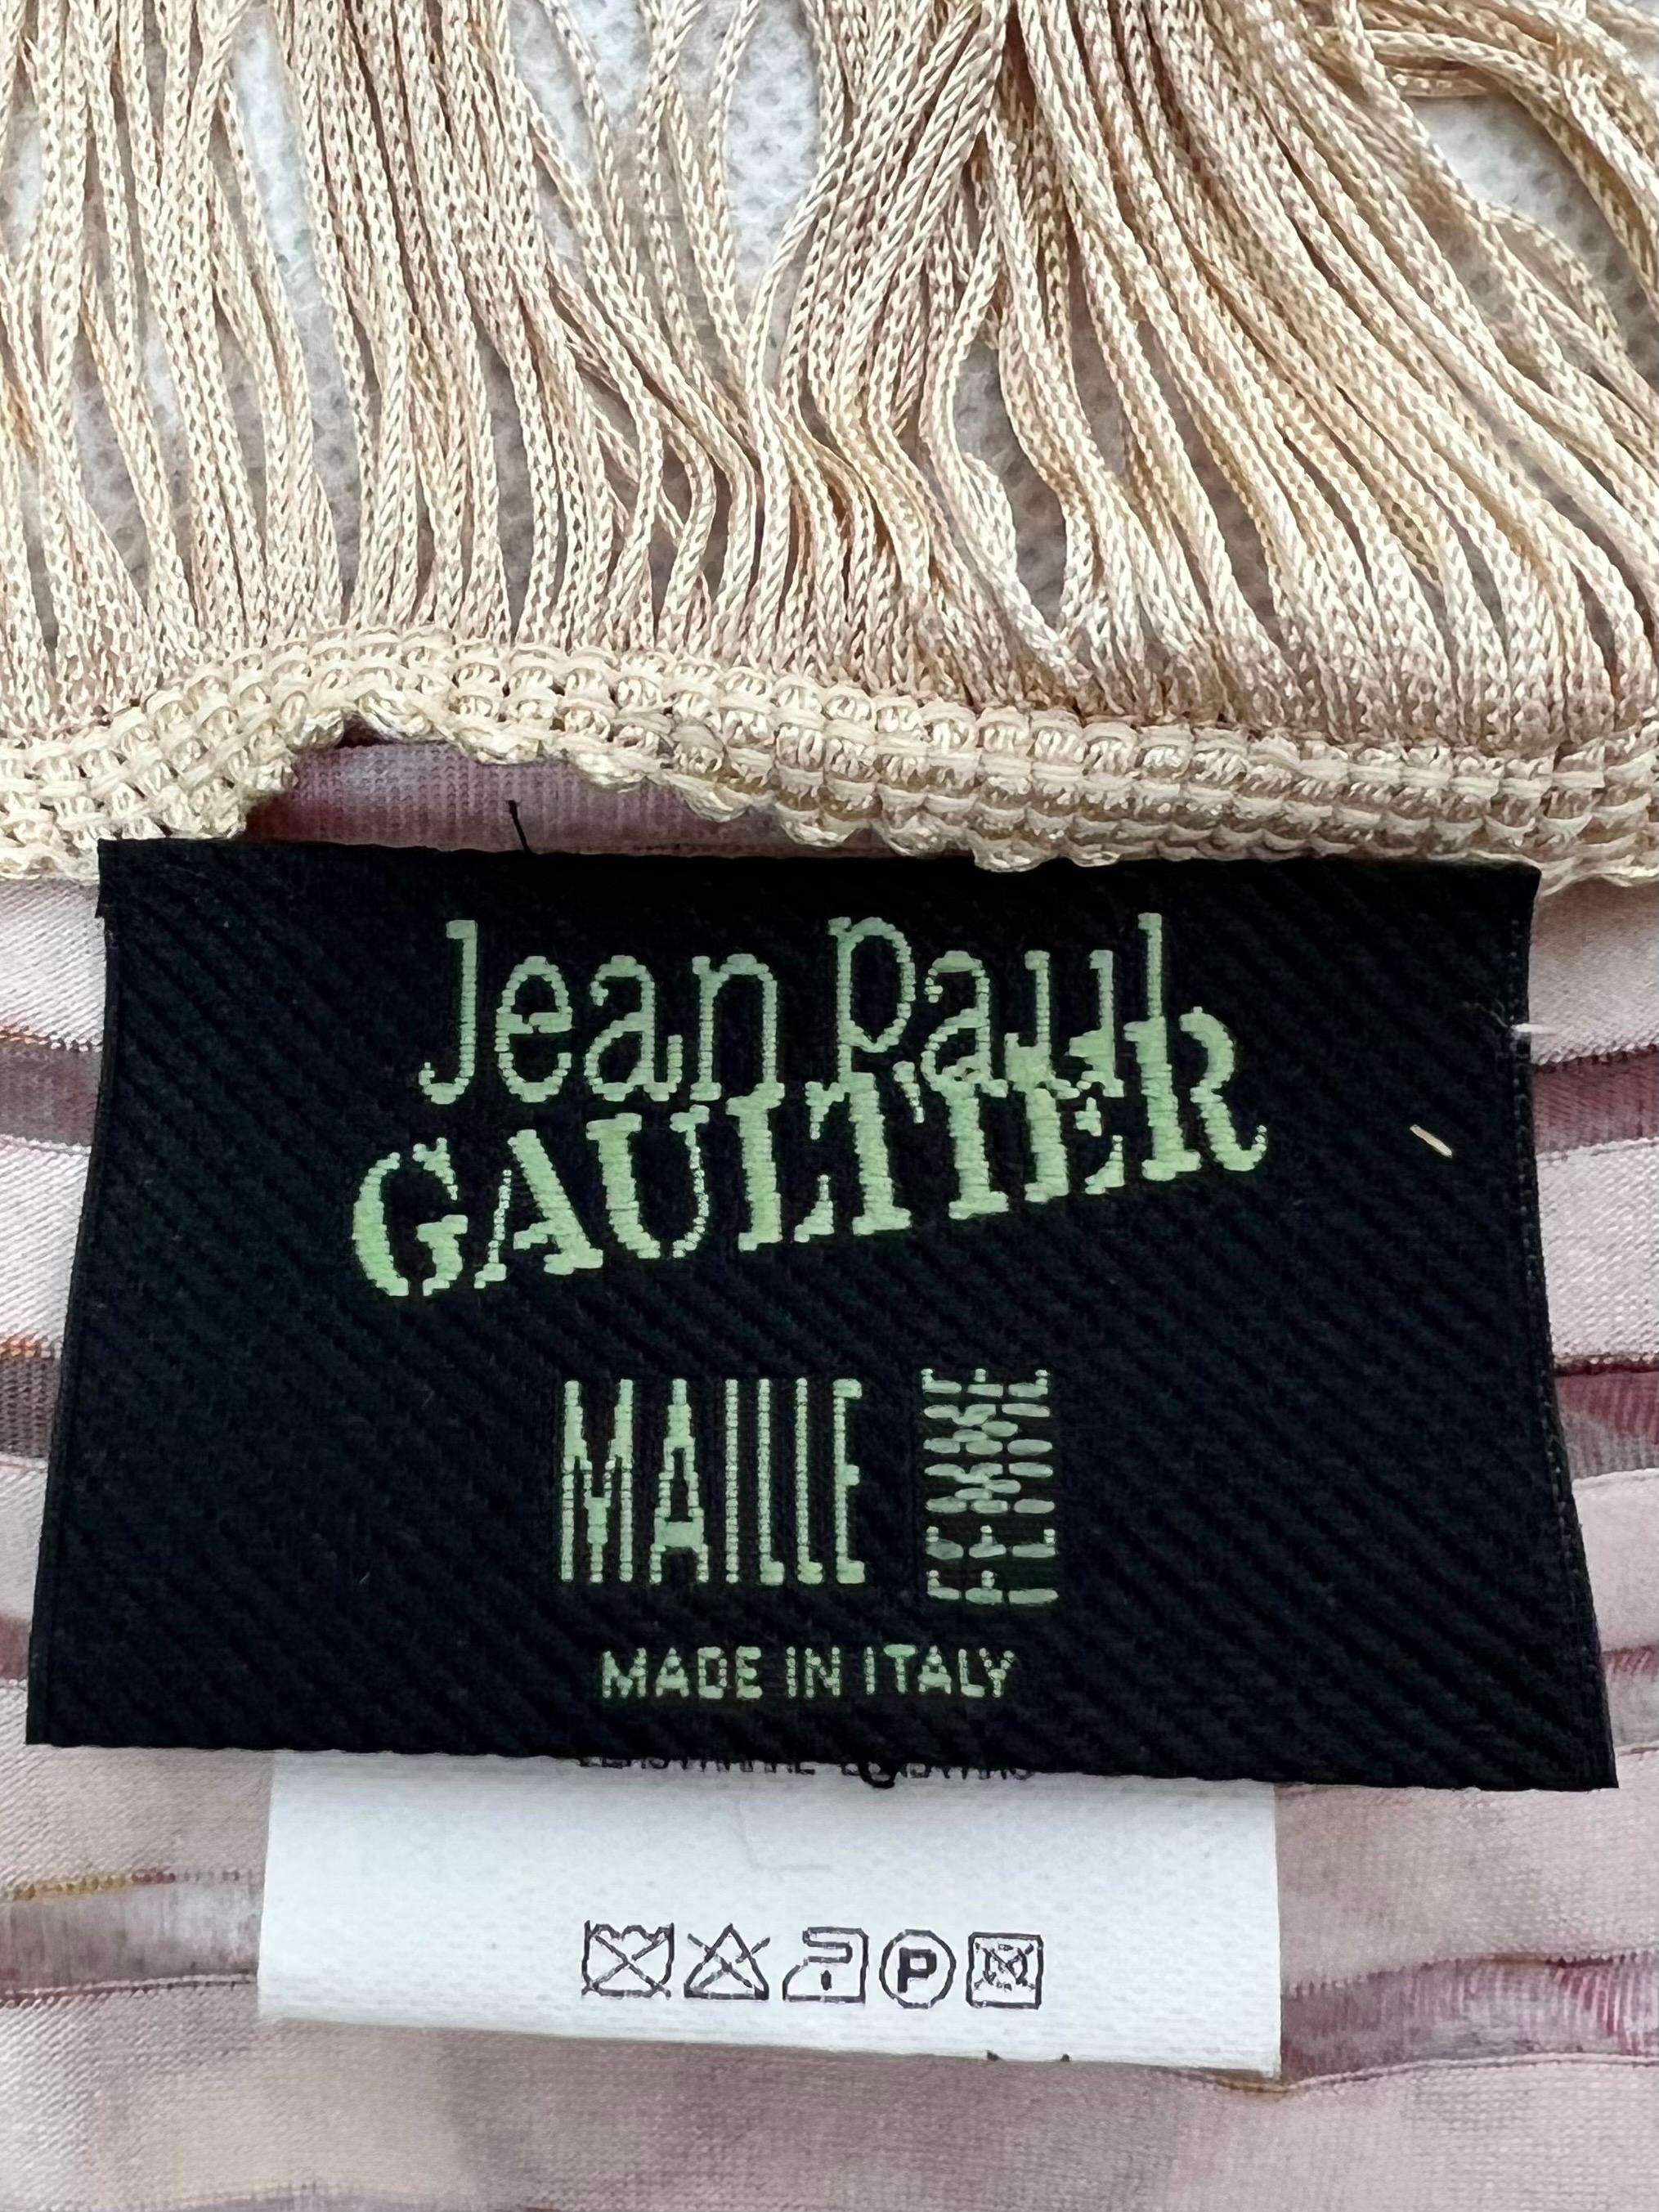 Jean Paul
GAULTIER
MAILLE FEMME
MADE IN ITALY
P